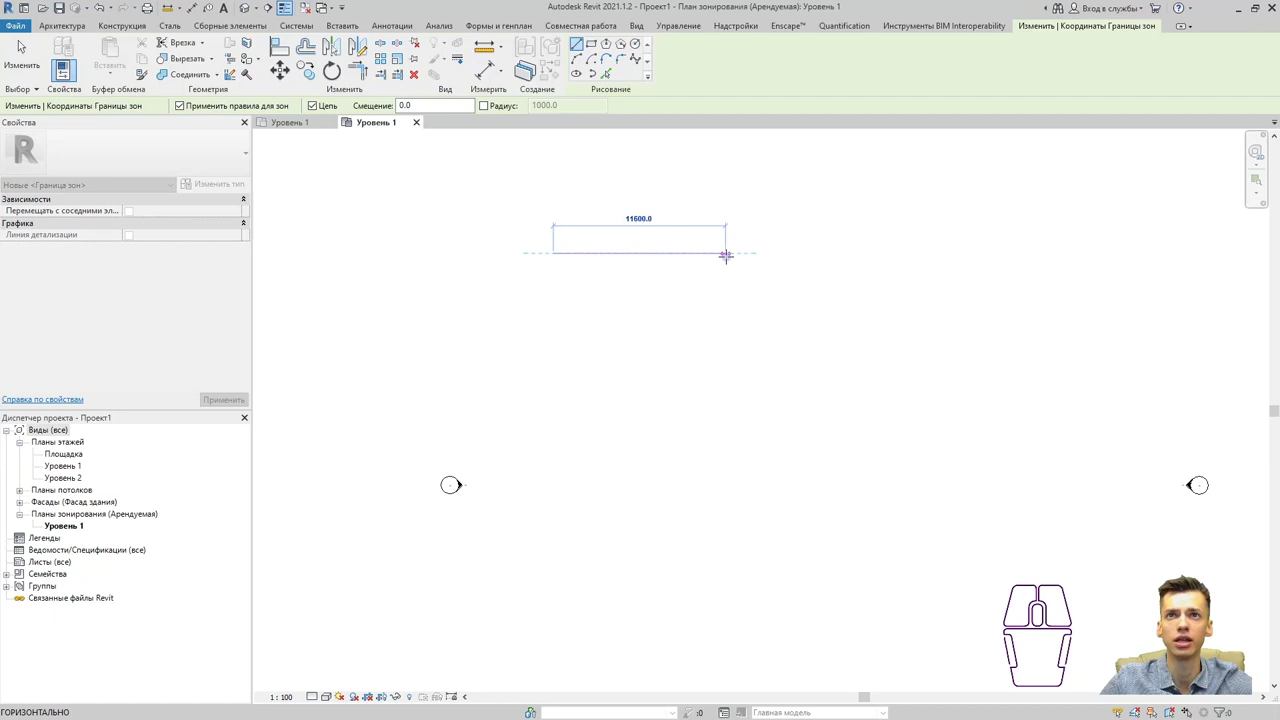 Autodesk Revit 2021.1.2 - Проект1 - План зонирования (Арендуемая): Уровень 1
Вход в службы
Файл Архитектура Конструкция Сталь Сборные элементы Системы Вставить Аннотации Анализ Формы и генплан Совместная работа Вид Управление Надстройки Enscape™ Quantification Инструменты BIM Interoperability Изменить | Координаты Границы зон
Изменить
Вставить
Врезка
Вырезать
Соединить
Выбор Свойства Буфер обмена Геометрия Изменить Вид Измерить Создание Рисование
Изменить | Координаты Границы зон Применить правила для зон Цепь Смещение: 0.0 Радиус: 1000.0
Свойства
Уровень 1 Уровень 1
R
Новые <Граница зон> Изменить тип
Зависимости
Перемещать с соседними эл...
Графика
Линия детализации
11600.0
Справка по свойствам Применить
Диспетчер проекта - Проект1
Виды (все)
Планы этажей
Площадка
Уровень 1
Уровень 2
Планы потолков
Фасады (Фасад здания)
Планы зонирования (Арендуемая)
Уровень 1
Легенды
Ведомости/Спецификации (все)
Листы (все)
Семейства
Группы
Связанные файлы Revit
1 : 100
ГОРИЗОНТАЛЬНО
:0
Главная модель
:0